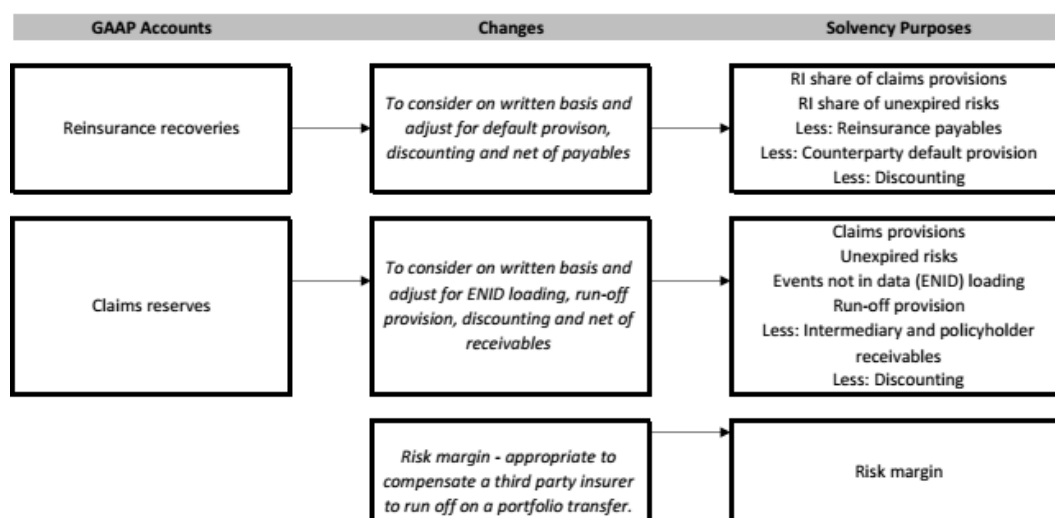 GAAP Accounts
Changes
Solvency Purposes
Reinsurance recoveries
To consider on written basis and
adjust for default provison,
discounting and net of payables
RI share of claims provisions
RI share of unexpired risks
Less: Reinsurance payables
Less: Counterparty default provision
Less: Discounting
Claims reserves
To consider on written basis and
adjust for ENID loading, run-off
provision, discounting and net of
receivables
Claims provisions
Unexpired risks
Events not in data (ENID) loading
Run-off provision
Less: Intermediary and policyholder
receivables
Less: Discounting
Risk margin - appropriate to
compensate a third party insurer
to run off on a portfolio transfer.
Risk margin